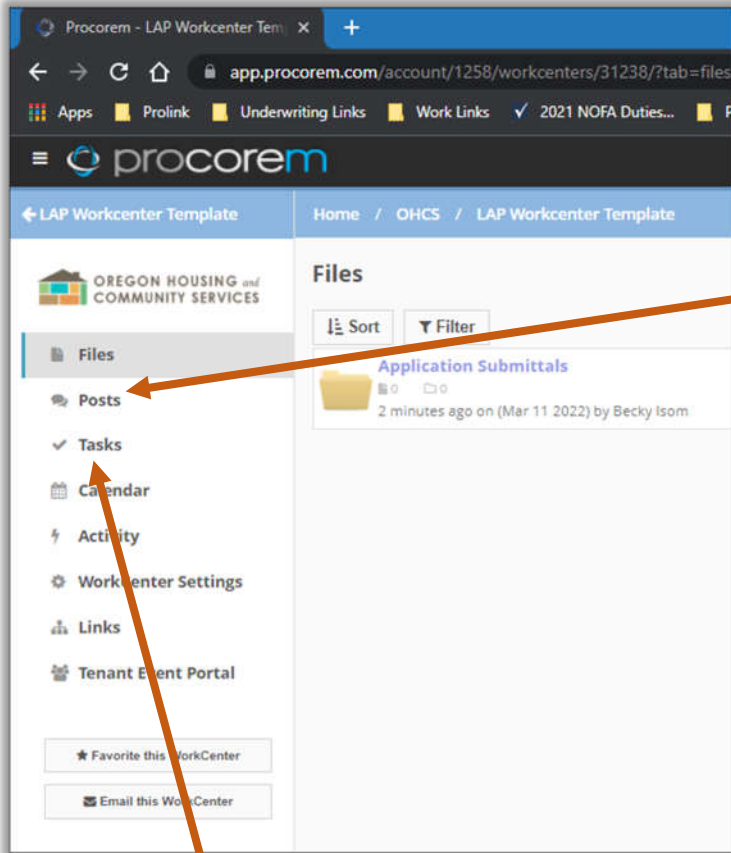 Procorem - LAP Workcenter Tem
app.procorem.com/account/1258/workcenters/31238/?tab=files
Apps Prolink Underwriting Links Work Links 2021 NOFA Duties...
procorem
LAP Workcenter Template
Home / OHCS / LAP Workcenter Template
OREGON HOUSING and
COMMUNITY SERVICES
Files
Posts
Tasks
Calendar
Activity
WorkCenter Settings
Links
Tenant Event Portal
Favorite this WorkCenter
Email this WorkCenter
Files
Sort Filter
Application Submittals
0 0
2 minutes ago on (Mar 11 2022) by Becky Isom